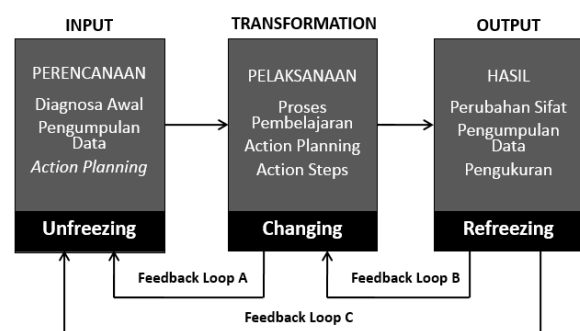 INPUT
PERENCANAAN
Diagnosa Awal
Pengumpulan
Data
Action Planning
Unfreezing
TRANSFORMATION
PELAKSANAAN
Proses
Pembelajaran
Action Planning
Action Steps
Changing
OUTPUT
HASIL
Perubahan Sifat
Pengumpulan
Data
Pengukuran
Refreezing
Feedback Loop A
Feedback Loop B
Feedback Loop C